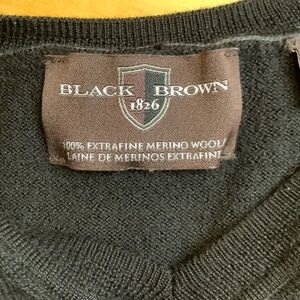 BLACK BROWN
1826
100% EXTRAFINE MERINO WOOL
LAINE DE MERINOS EXTRAFINE